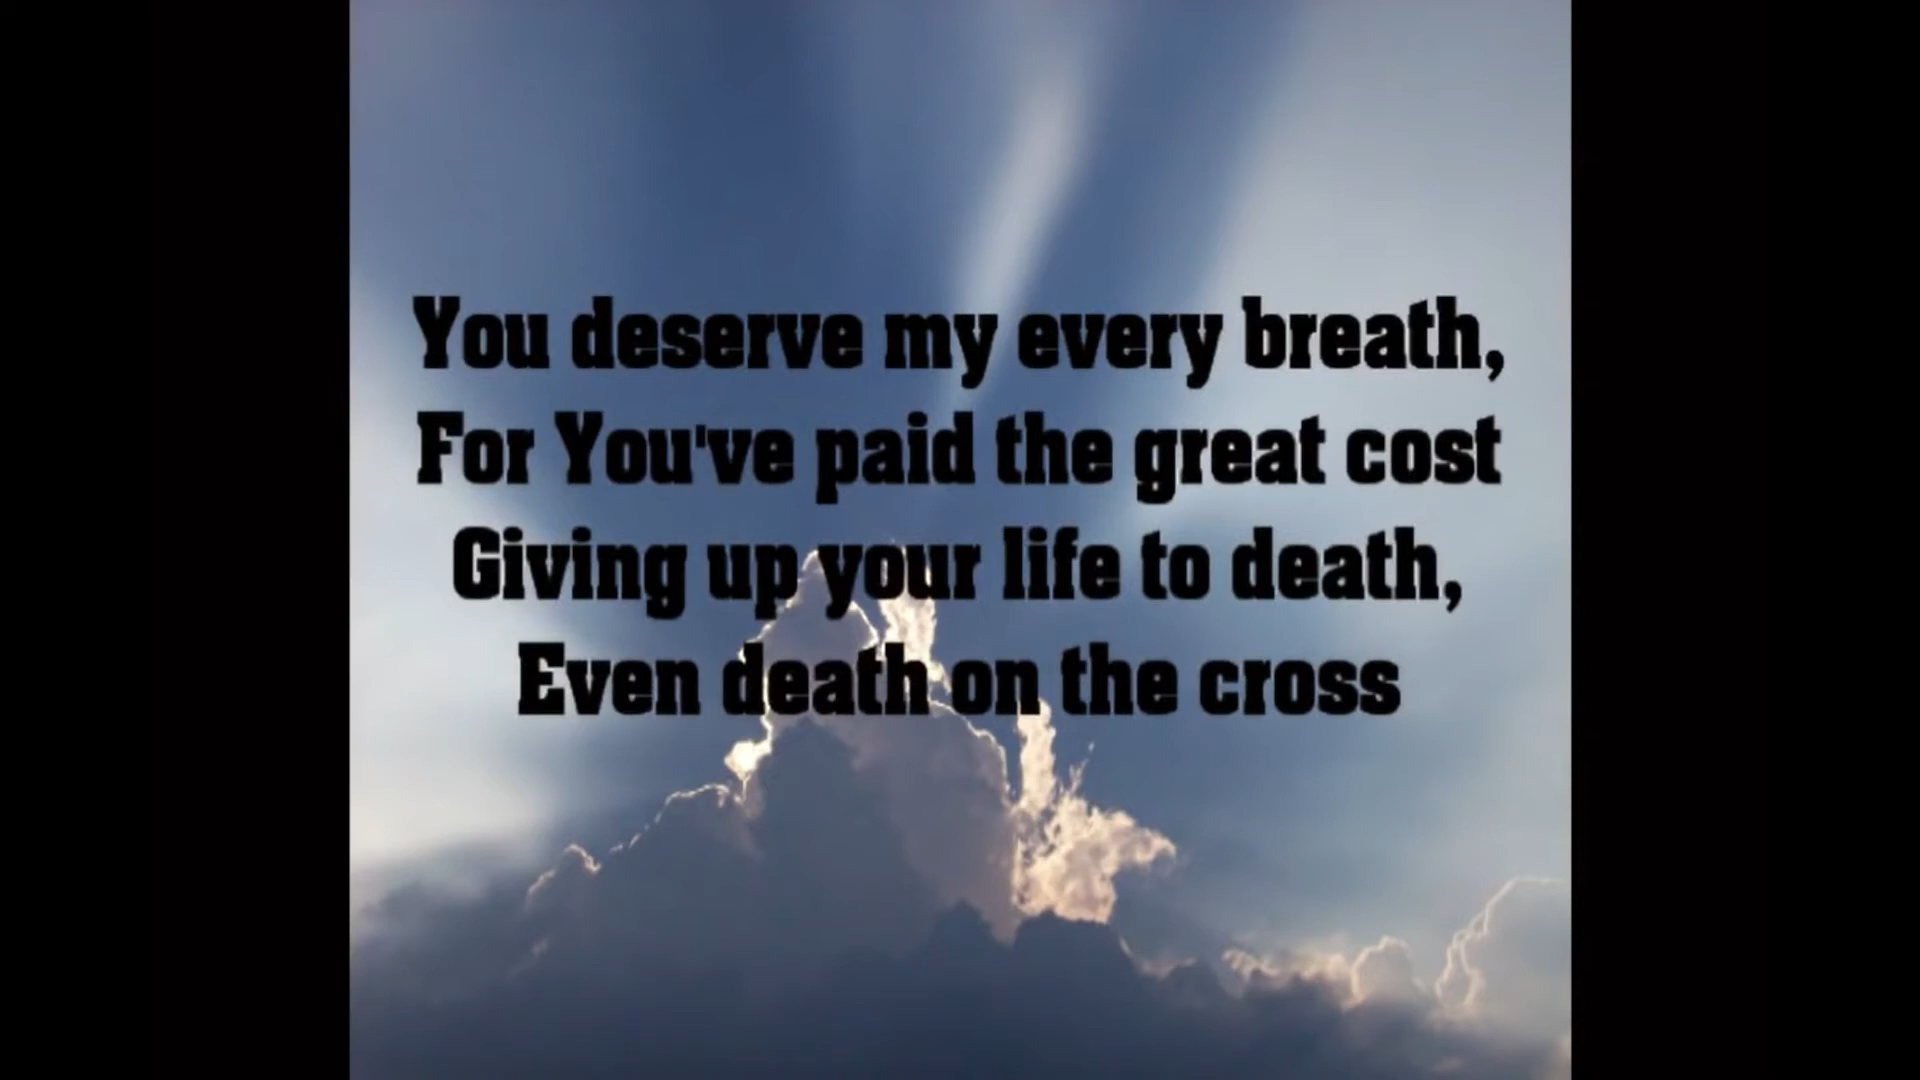 You deserve my every breath,
For You've paid the great cost
Giving up your life to death,
Even death on the cross